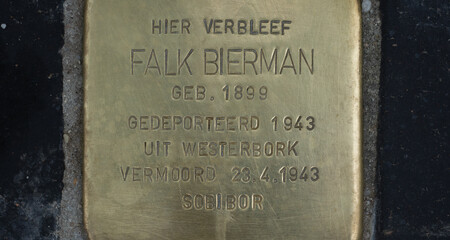 HIER VERBLEEF
FALK BIERMAN
GEB. 1899
GEDEPORTEERD 1943
UIT WESTERBORK
VERMOORD 23.4.1943
SOBIBOR